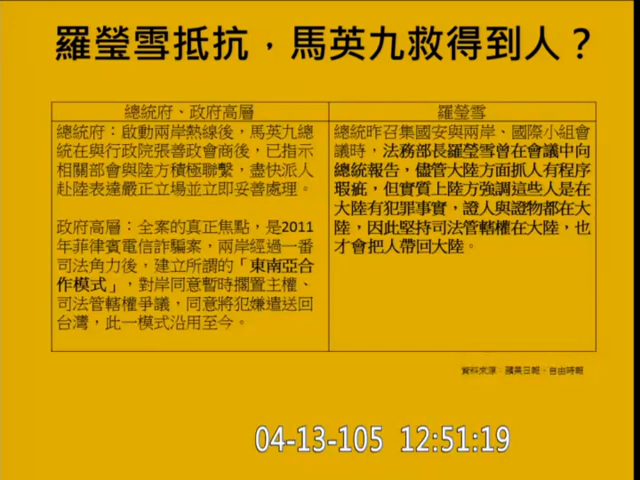 羅瑩雪抵抗，馬英九救得到人？
總統府、政府高層
總統府：啟動兩岸熱線後，馬英九總
統在與行政院張善政會商後，已指示
相關部會與陸方積極聯繫，盡快派人
赴陸表達嚴正立場並立即妥善處理。
政府高層：全案的真正焦點，是2011
年菲律賓電信詐騙案，兩岸經過一番
司法角力後，建立所謂的「東南亞合
作模式」，對岸同意暫時擱置主權、
司法管轄權爭議，同意將犯嫌遣送回
台灣，此一模式沿用至今。
羅瑩雪
總統昨召集國安與兩岸、國際小組會
議時，法務部長羅瑩雪曾在會議中向
總統報告，儘管大陸方面抓人有程序
瑕疵，但實質上陸方強調這些人是在
大陸有犯罪事實，證人與證物都在大
陸，因此堅持司法管轄權在大陸，也
才會把人帶回大陸。
資料來源：蘋果日報、自由時報
04-13-105 12:51:19